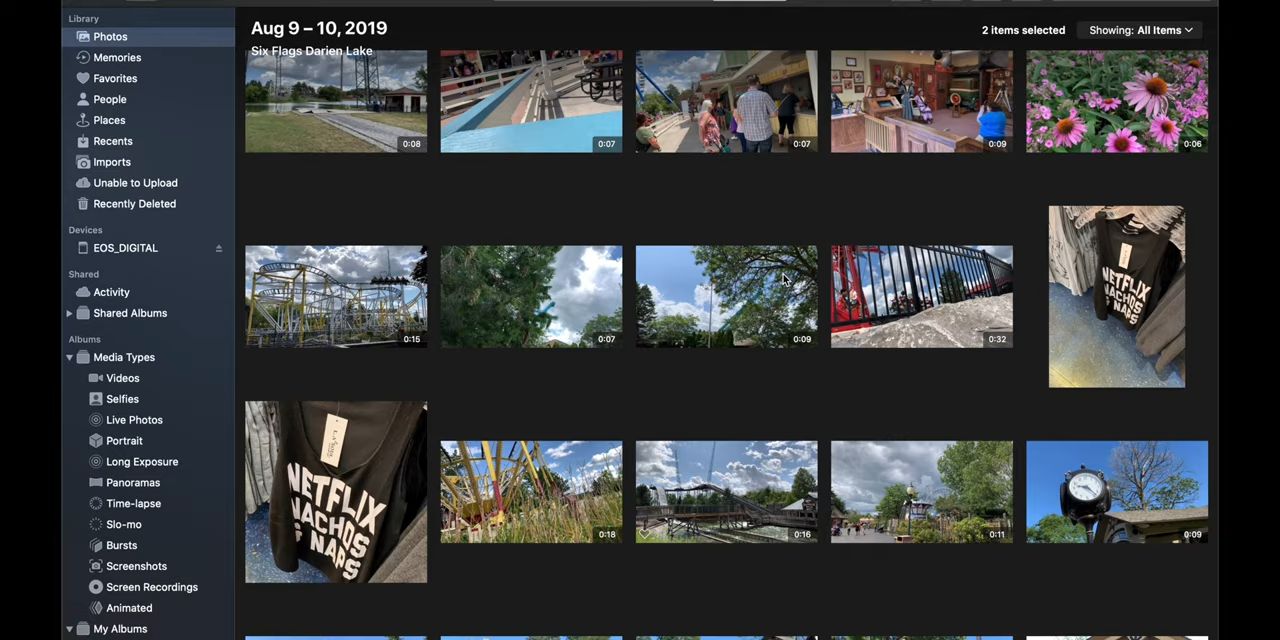 Library
Photos
Memories
Favorites
People
Places
Recents
Imports
Unable to Upload
Recently Deleted
Devices
EOS_DIGITAL
Shared
Activity
Shared Albums
Albums
Media Types
Videos
Selfies
Live Photos
Portrait
Long Exposure
Panoramas
Time-lapse
Slo-mo
Bursts
Screenshots
Screen Recordings
Animated
My Albums
Aug 9 – 10, 2019
Six Flags Darien Lake
2 items selected
Showing: All Items
0:08
0:07
0:07
0:09
0:06
0:15
0:07
0:09
0:32
NETFLIX
NACHOS
& NAPS
NETFLIX
NACHOS
& NAPS
0:18
0:16
0:11
0:09